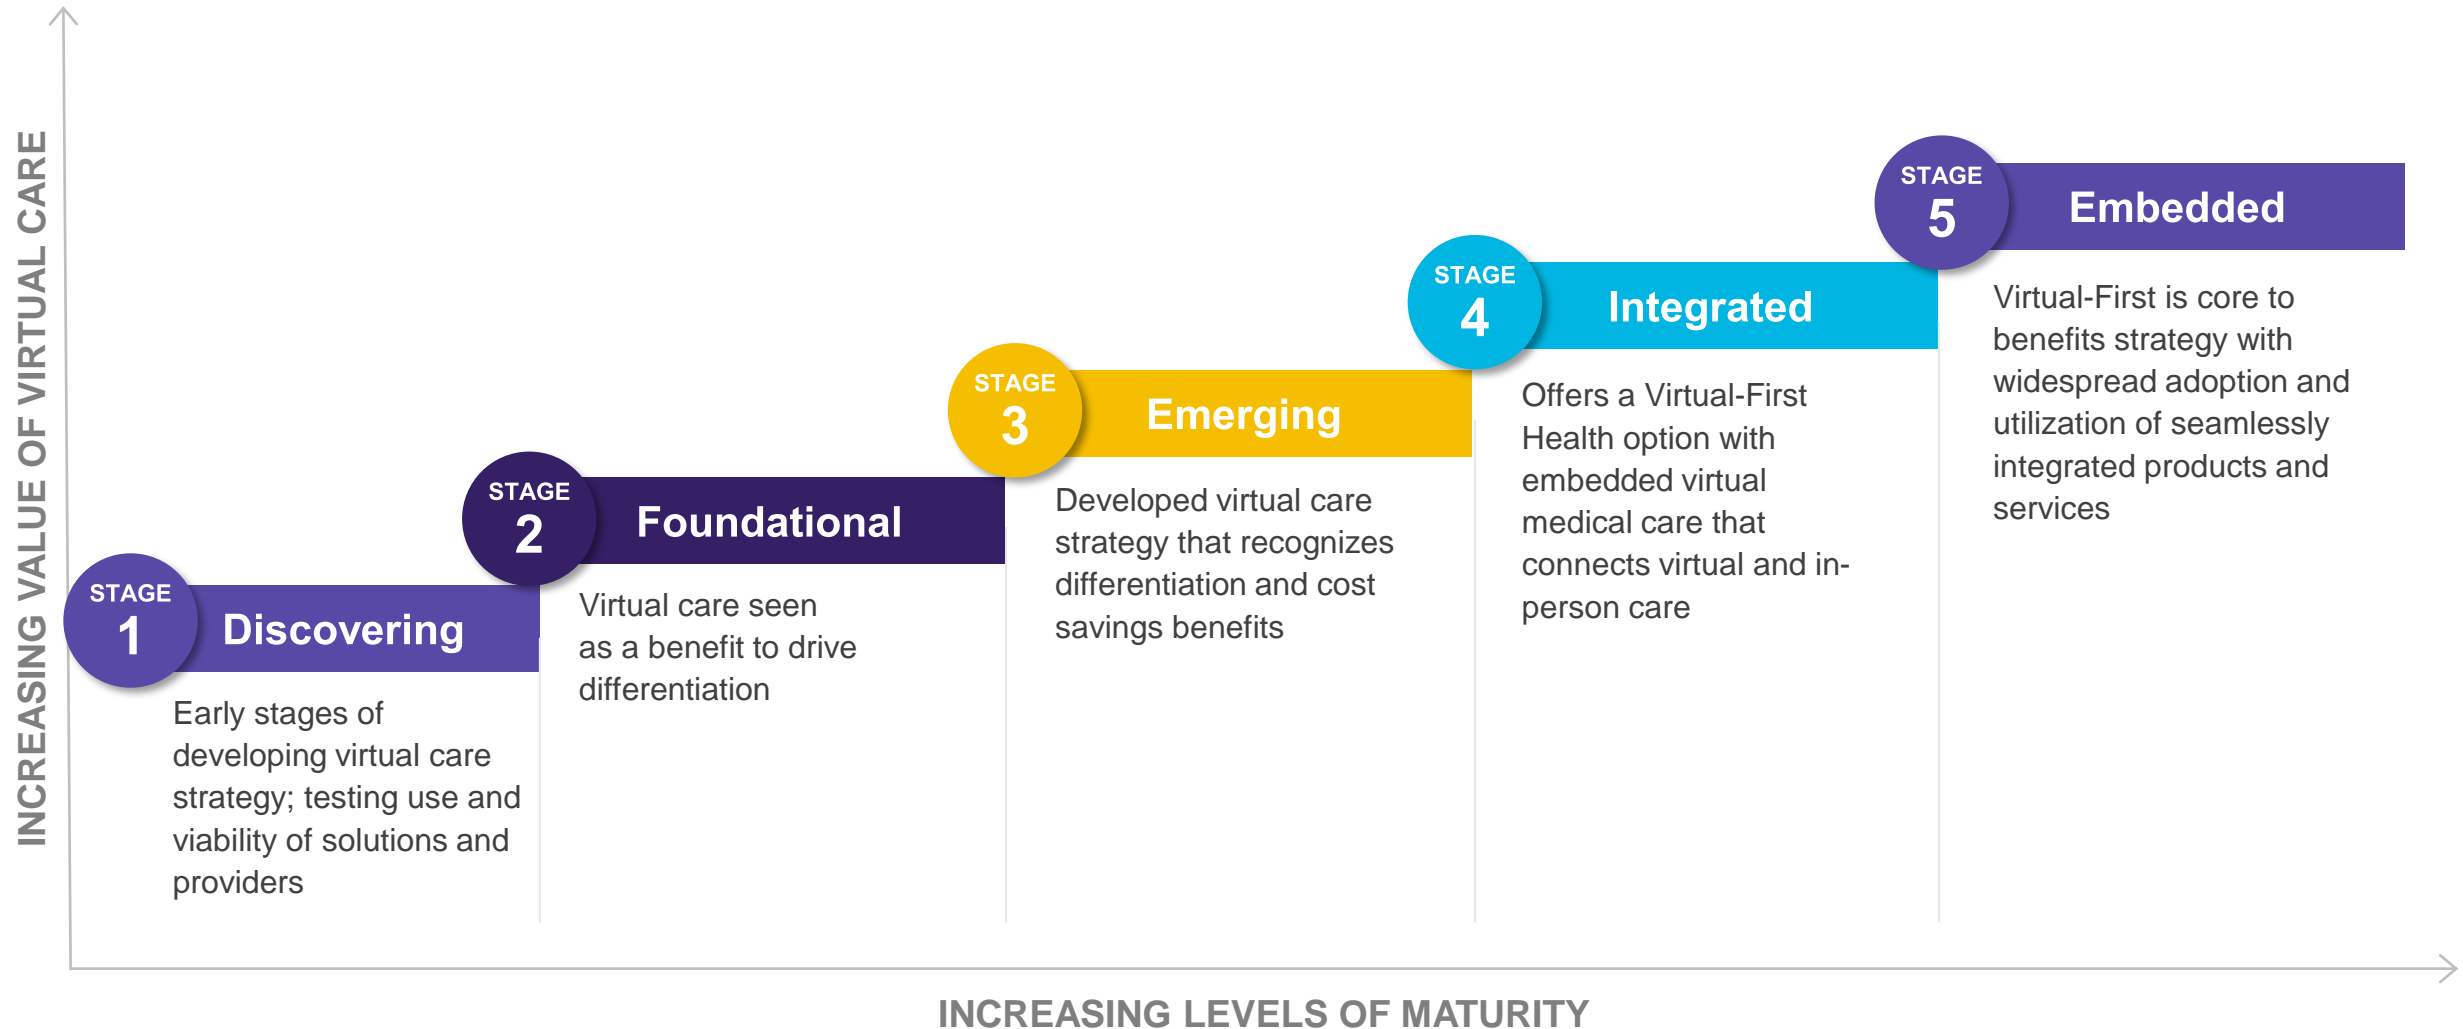 INCREASING VALUE OF VIRTUAL CARE
STAGE
1
Discovering
Early stages of
developing virtual care
strategy; testing use and
viability of solutions and
providers
STAGE
2
Foundational
Virtual care seen
as a benefit to drive
differentiation
STAGE
3
Emerging
Developed virtual care
strategy that recognizes
differentiation and cost
savings benefits
STAGE
4
Integrated
Offers a Virtual-First
Health option with
embedded virtual
medical care that
connects virtual and in-
person care
STAGE
5
Embedded
Virtual-First is core to
benefits strategy with
widespread adoption and
utilization of seamlessly
integrated products and
services
INCREASING LEVELS OF MATURITY